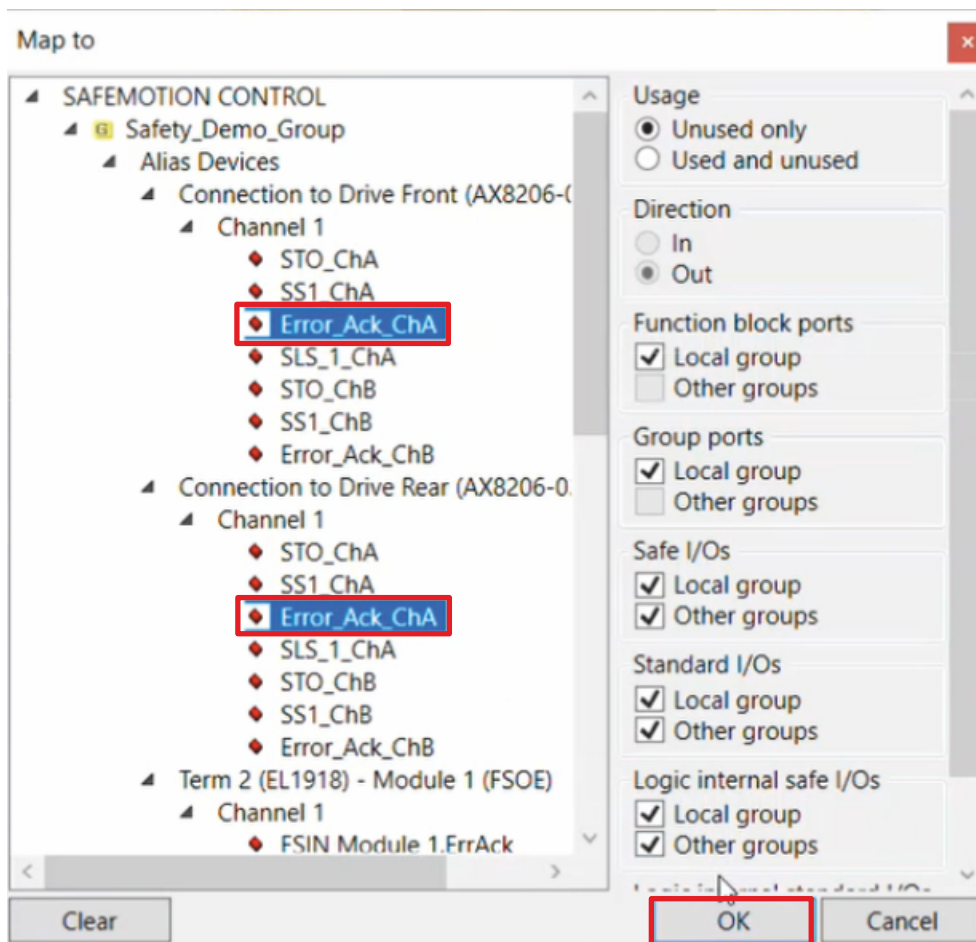 Map to
SAFEMOTION CONTROL
Safety_Demo_Group
Alias Devices
Connection to Drive Front (AX8206-(
Channel 1
STO_ChA
SS1_ChA
Error_Ack_ChA
SLS_1_ChA
STO_ChB
SS1_ChB
Error_Ack_ChB
Connection to Drive Rear (AX8206-0.
Channel 1
STO_ChA
SS1_ChA
Error_Ack_ChA
SLS_1_ChA
STO_ChB
SS1_ChB
Error_Ack_ChB
Term 2 (EL1918) - Module 1 (FSOE)
Channel 1
FSIN Module 1.ErrAck
Usage
Unused only
Used and unused
Direction
In
Out
Function block ports
Local group
Other groups
Group ports
Local group
Other groups
Safe I/Os
Local group
Other groups
Standard I/Os
Local group
Other groups
Logic internal safe I/Os
Local group
Other groups
Clear
OK
Cancel